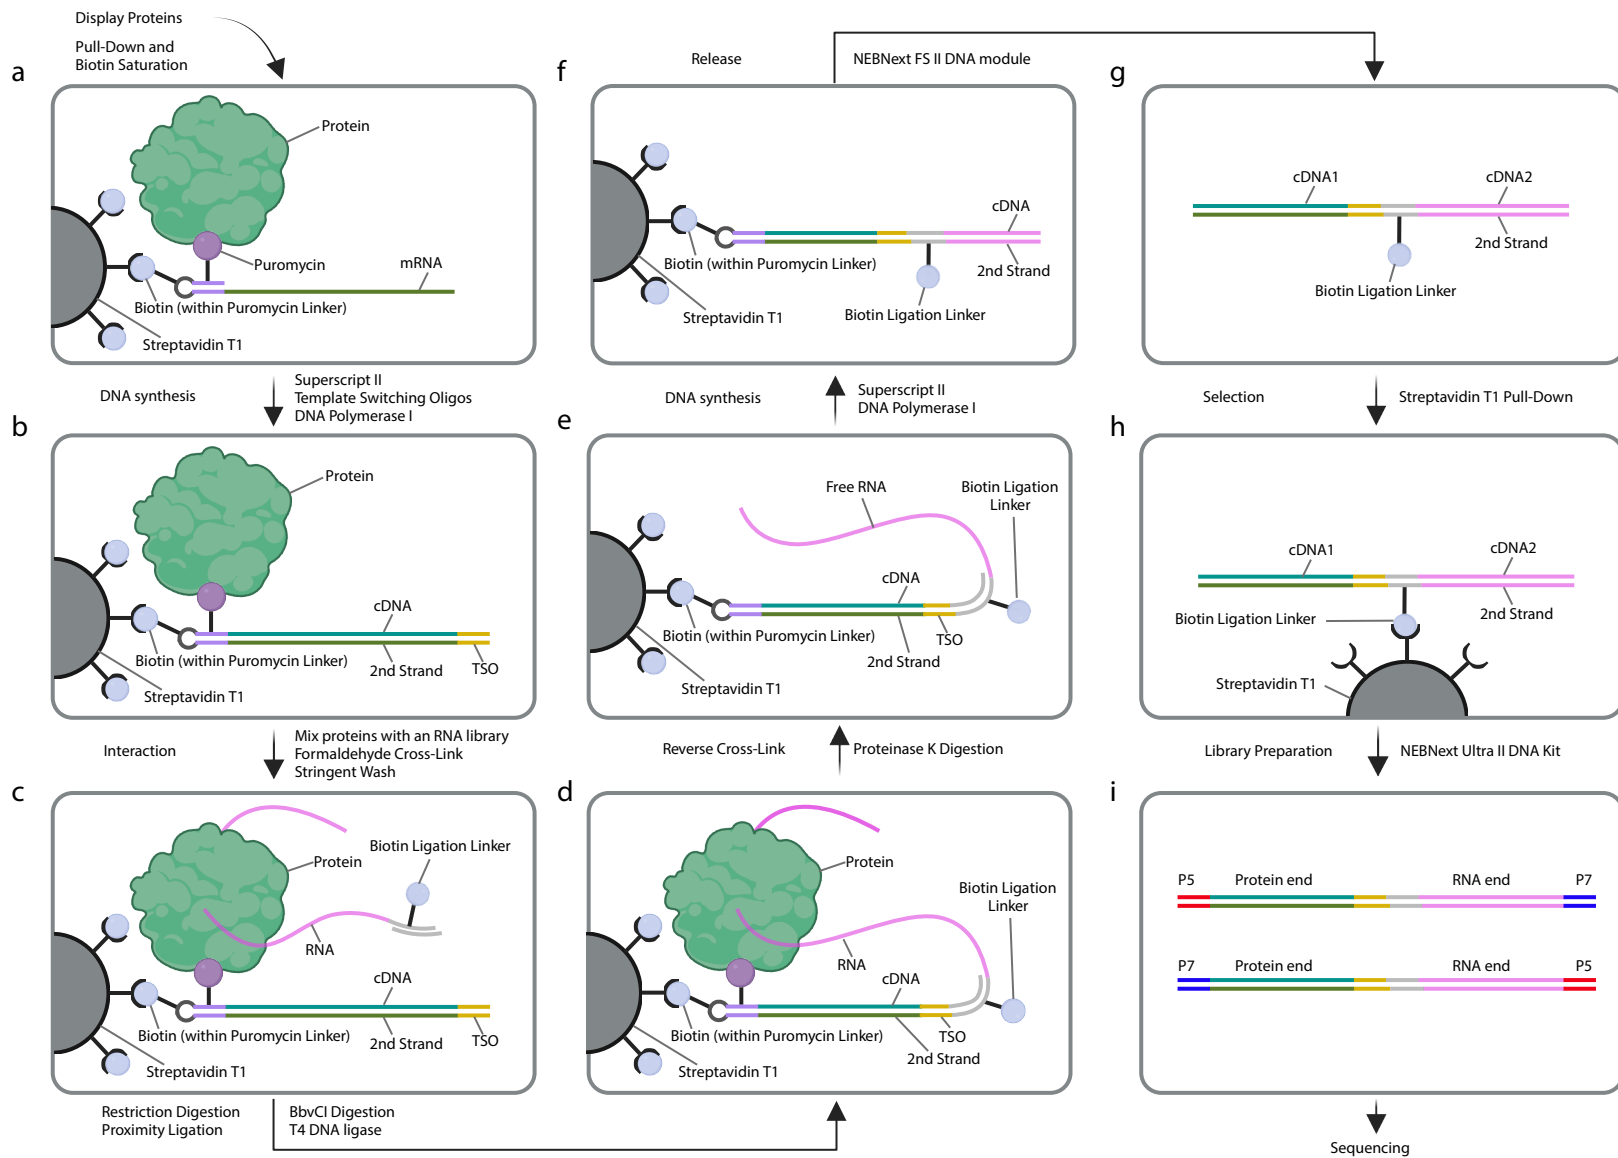 Display Proteins
Pull-Down and
Biotin Saturation
a
Protein
Puromycin
mRNA
Biotin (within Puromycin Linker)
Streptavidin T1
DNA synthesis
Superscript II
Template Switching Oligos
DNA Polymerase I
b
Protein
cDNA
Biotin (within Puromycin Linker)
2nd Strand
TSO
Streptavidin T1
Interaction
Mix proteins with an RNA library
Formaldehyde Cross-Link
Stringent Wash
c
Protein
Biotin Ligation Linker
RNA
cDNA
Biotin (within Puromycin Linker)
2nd Strand
TSO
Streptavidin T1
Restriction Digestion
Proximity Ligation
BbvCI Digestion
T4 DNA ligase
d
Protein
Biotin Ligation
Linker
RNA
cDNA
Biotin (within Puromycin Linker)
TSO
2nd Strand
Streptavidin T1
Reverse Cross-Link
Proteinase K Digestion
e
Free RNA
Biotin Ligation
Linker
cDNA
Biotin (within Puromycin Linker)
TSO
2nd Strand
Streptavidin T1
DNA synthesis
Superscript II
DNA Polymerase I
f
cDNA
Biotin (within Puromycin Linker)
2nd Strand
Streptavidin T1
Biotin Ligation Linker
Release
NEBNext FS II DNA module
g
cDNA1
cDNA2
2nd Strand
Biotin Ligation Linker
Selection
Streptavidin T1 Pull-Down
h
cDNA1
cDNA2
Biotin Ligation Linker
2nd Strand
Streptavidin T1
Library Preparation
NEBNext Ultra II DNA Kit
i
P5
Protein end
RNA end
P7
P7
Protein end
RNA end
P5
Sequencing